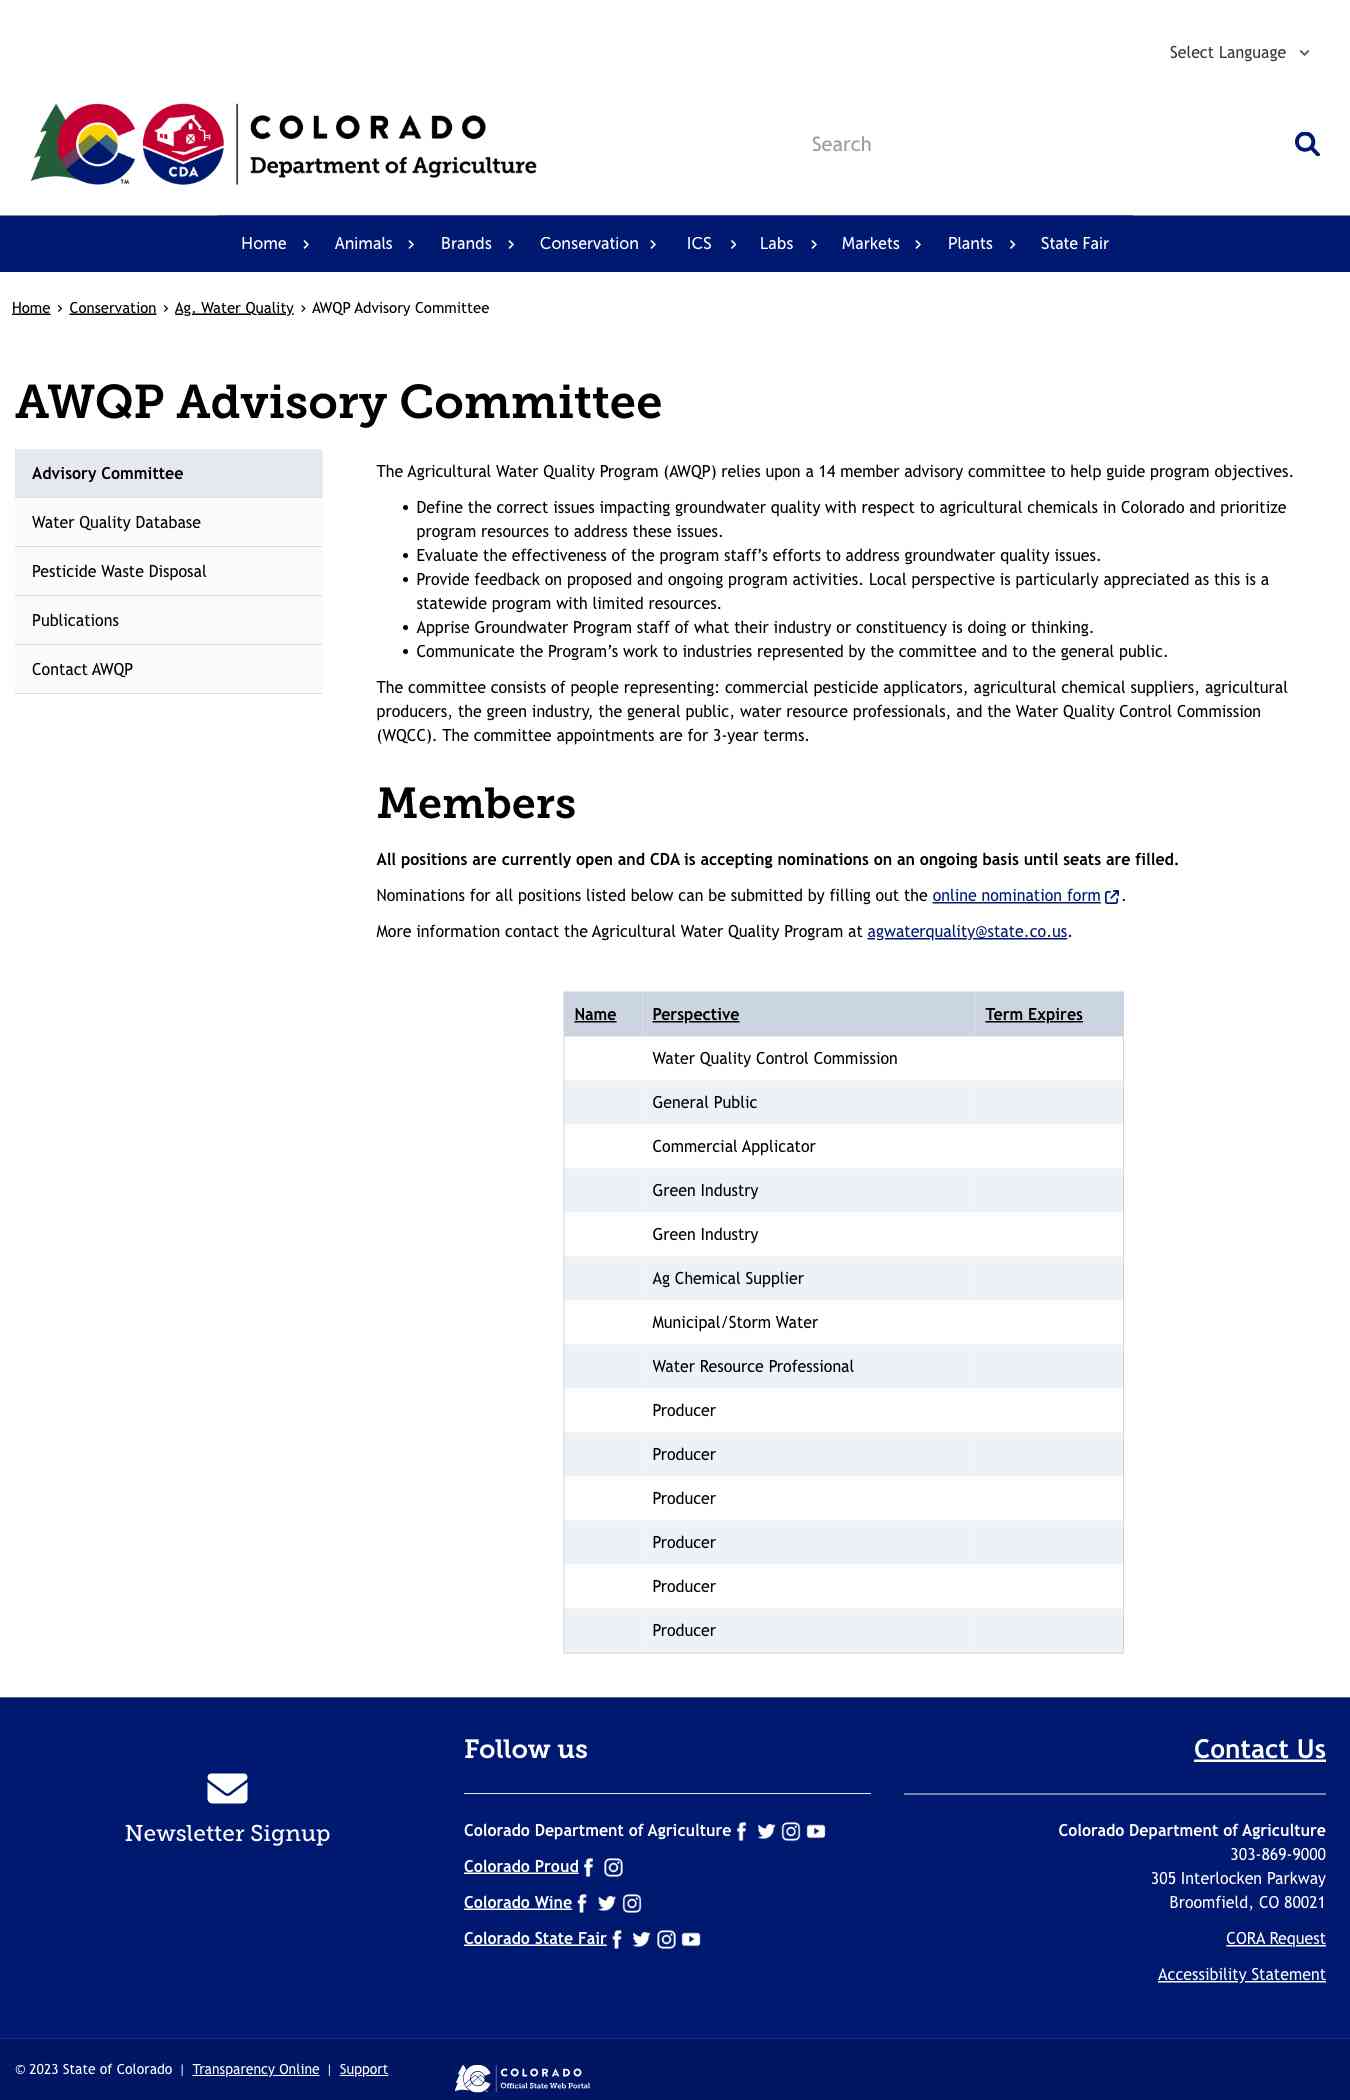 Select Language
CDA
TM
COLORADO
Department of Agriculture
Search
Home
Animals
Brands
Conservation
ICS
Labs
Markets
Plants
State Fair
Home › Conservation › Ag. Water Quality › AWQP Advisory Committee
AWQP Advisory Committee
Advisory Committee
Water Quality Database
Pesticide Waste Disposal
Publications
Contact AWQP
The Agricultural Water Quality Program (AWQP) relies upon a 14 member advisory committee to help guide program objectives.
• Define the correct issues impacting groundwater quality with respect to agricultural chemicals in Colorado and prioritize
program resources to address these issues.
• Evaluate the effectiveness of the program staff’s efforts to address groundwater quality issues.
• Provide feedback on proposed and ongoing program activities. Local perspective is particularly appreciated as this is a
statewide program with limited resources.
• Apprise Groundwater Program staff of what their industry or constituency is doing or thinking.
• Communicate the Program’s work to industries represented by the committee and to the general public.
The committee consists of people representing: commercial pesticide applicators, agricultural chemical suppliers, agricultural
producers, the green industry, the general public, water resource professionals, and the Water Quality Control Commission
(WQCC). The committee appointments are for 3-year terms.
Members
All positions are currently open and CDA is accepting nominations on an ongoing basis until seats are filled.
Nominations for all positions listed below can be submitted by filling out the online nomination form.
More information contact the Agricultural Water Quality Program at agwaterquality@state.co.us.
Name Perspective Term Expires
Water Quality Control Commission
General Public
Commercial Applicator
Green Industry
Green Industry
Ag Chemical Supplier
Municipal/Storm Water
Water Resource Professional
Producer
Producer
Producer
Producer
Producer
Producer
Newsletter Signup
Follow us
Colorado Department of Agriculture
Colorado Proud
Colorado Wine
Colorado State Fair
Contact Us
Colorado Department of Agriculture
303-869-9000
305 Interlocken Parkway
Broomfield, CO 80021
CORA Request
Accessibility Statement
© 2023 State of Colorado | Transparency Online | Support
COLORADO
Official State Web Portal